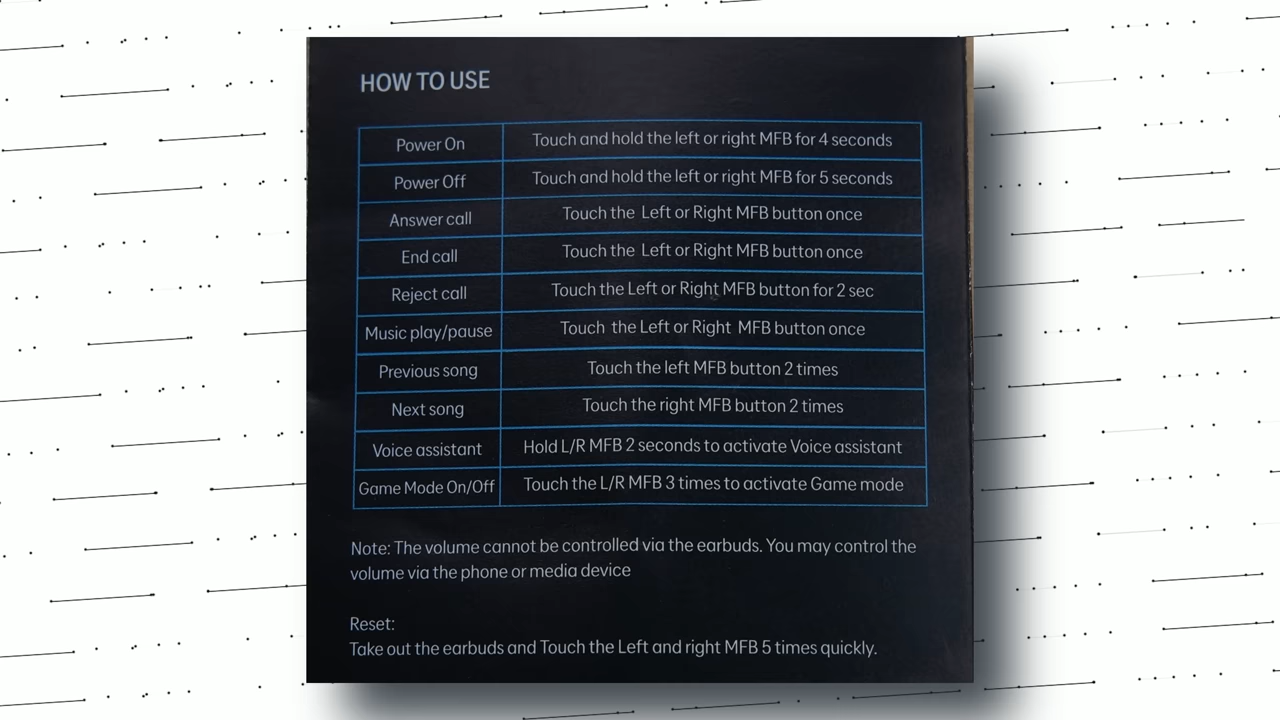 HOW TO USE
Power On Touch and hold the left or right MFB for 4 seconds
Power Off Touch and hold the left or right MFB for 5 seconds
Answer call Touch the Left or Right MFB button once
End call Touch the Left or Right MFB button once
Reject call Touch the Left or Right MFB button for 2 sec
Music play/pause Touch the Left or Right MFB button once
Previous song Touch the left MFB button 2 times
Next song Touch the right MFB button 2 times
Voice assistant Hold L/R MFB 2 seconds to activate Voice assistant
Game Mode On/Off Touch the L/R MFB 3 times to activate Game mode
Note: The volume cannot be controlled via the earbuds. You may control the
volume via the phone or media device
Reset:
Take out the earbuds and Touch the Left and right MFB 5 times quickly.